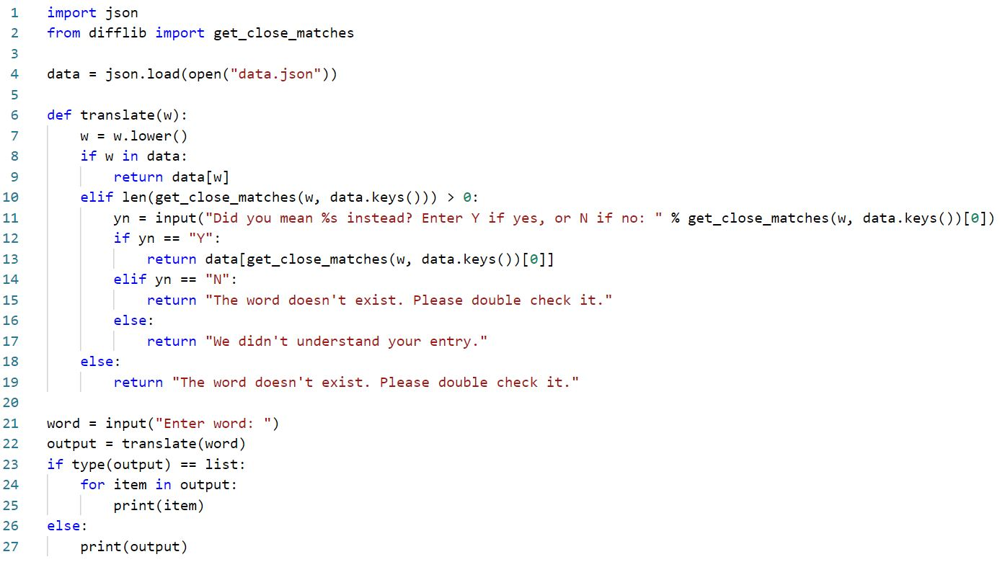 1 import json
2 from difflib import get_close_matches
3
4 data = json.load(open("data.json"))
5
6 def translate(w):
7     w = w.lower()
8     if w in data:
9         return data[w]
10     elif len(get_close_matches(w, data.keys())) > 0:
11         yn = input("Did you mean %s instead? Enter Y if yes, or N if no: " % get_close_matches(w, data.keys())[0])
12         if yn == "Y":
13             return data[get_close_matches(w, data.keys())[0]]
14         elif yn == "N":
15             return "The word doesn't exist. Please double check it."
16         else:
17             return "We didn't understand your entry."
18     else:
19         return "The word doesn't exist. Please double check it."
20
21 word = input("Enter word: ")
22 output = translate(word)
23 if type(output) == list:
24     for item in output:
25         print(item)
26 else:
27     print(output)